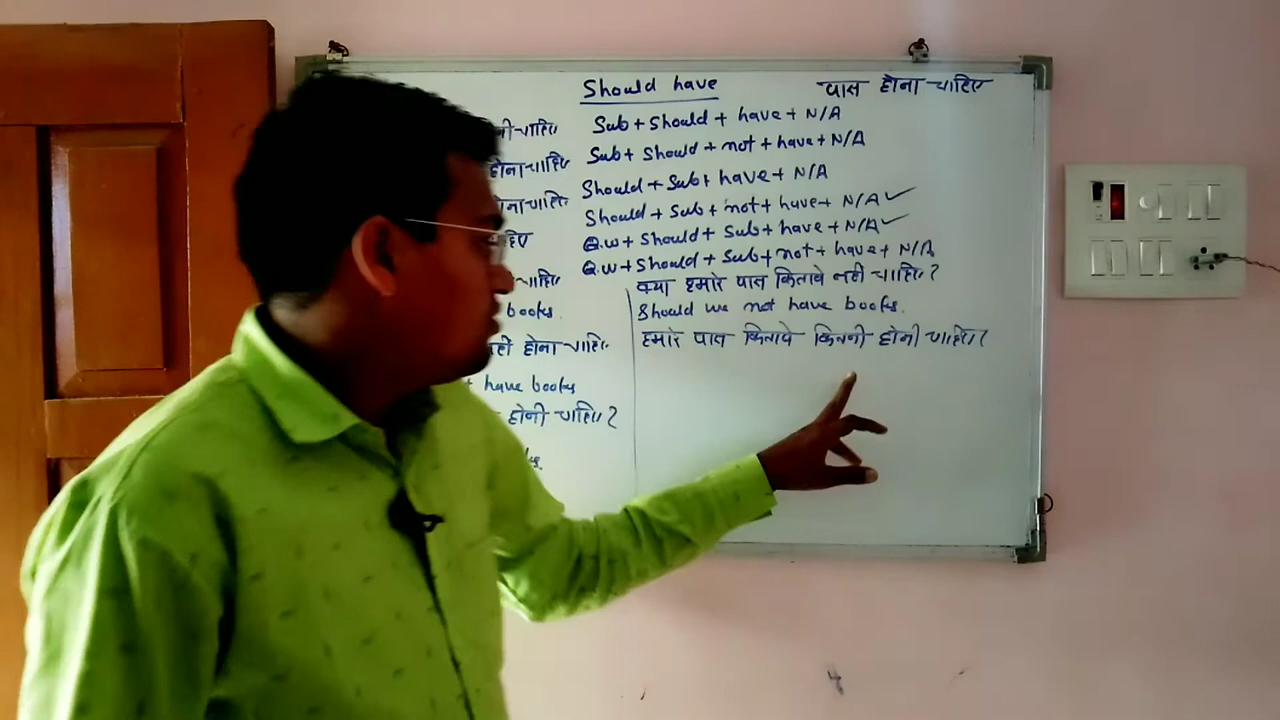 Should have पास होना चाहिए
Sub + Should + have + N/A
होना चाहिए Sub + Should + not + have + N/A
Should + Sub + have + N/A
Should + Sub + not + have + N/A ✓
Q.w + Should + Sub + have + N/A ✓
Q.w + Should + Sub + not + have + N/A
क्या हमारे पास किताबे नही चाहिए?
books.
Should we not have books.
होना चाहिए
हमारे पास किताबे कितनी होनी चाहिए?
have books
होनी चाहिए?